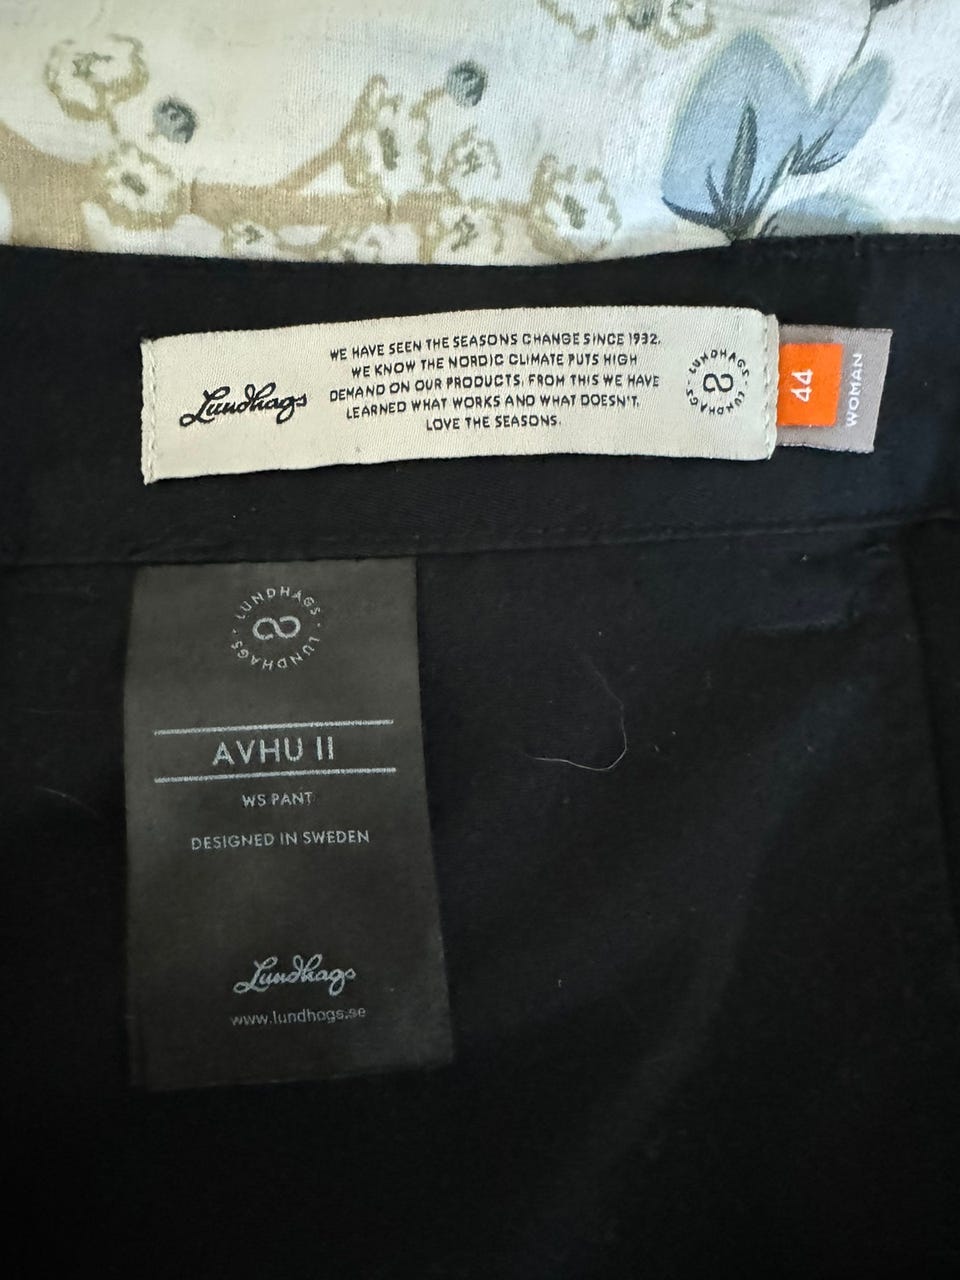 Lundhags
WE HAVE SEEN THE SEASONS CHANGE SINCE 1932.
WE KNOW THE NORDIC CLIMATE PUTS HIGH
DEMAND ON OUR PRODUCTS. FROM THIS WE HAVE
LEARNED WHAT WORKS AND WHAT DOESN'T.
LOVE THE SEASONS.
LUNDHAGS · LUNDHAGS ·
44
WOMAN
LUNDHAGS · LUNDHAGS ·
AVHU II
WS PANT
DESIGNED IN SWEDEN
Lundhags
www.lundhags.se